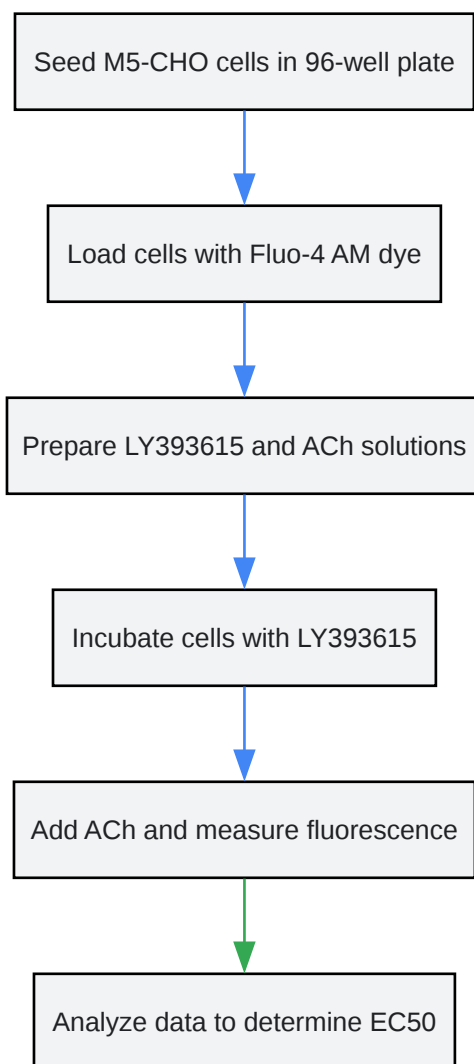 Seed M5-CHO cells in 96-well plate
Load cells with Fluo-4 AM dye
Prepare LY393615 and ACh solutions
Incubate cells with LY393615
Add ACh and measure fluorescence
Analyze data to determine EC50